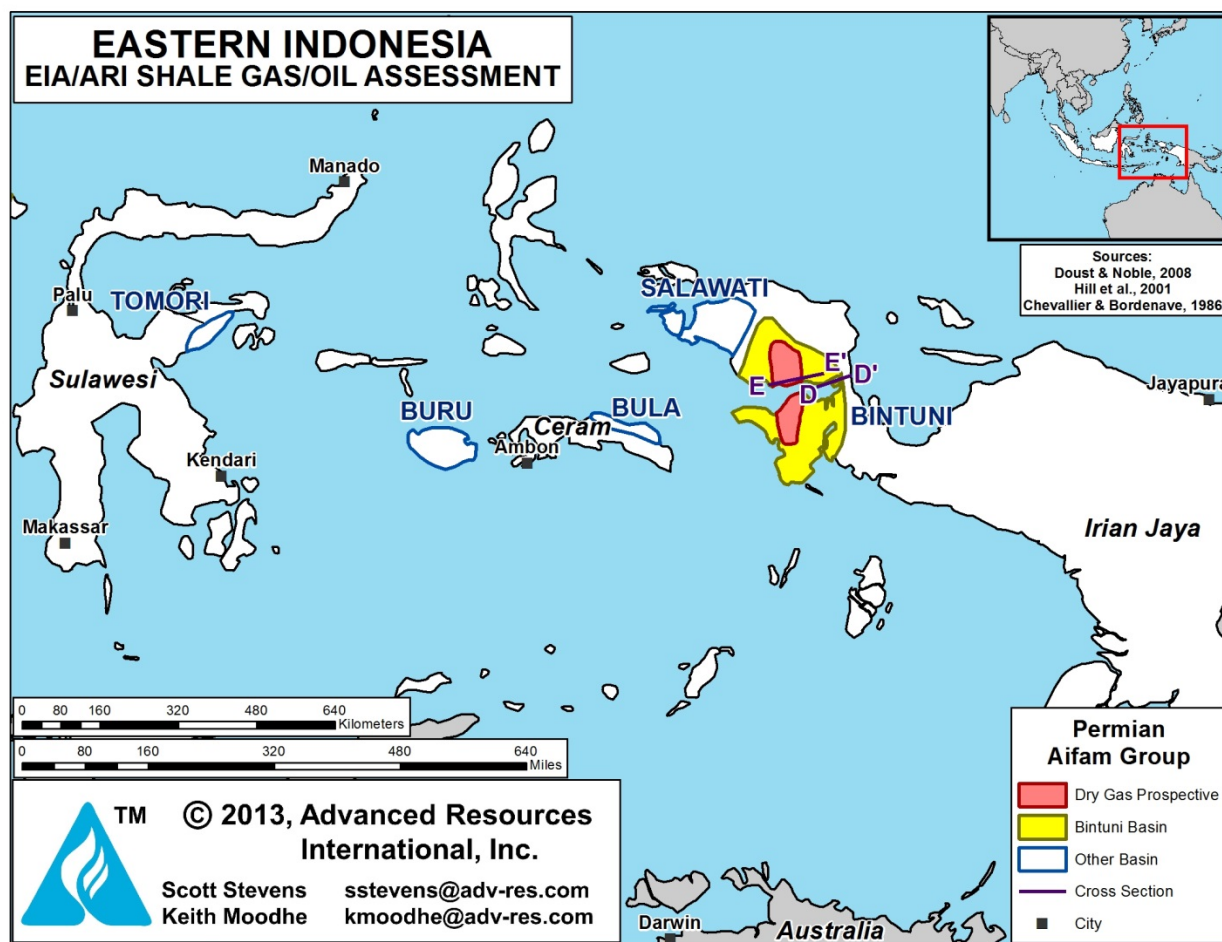 EASTERN INDONESIA
EIA/ARI SHALE GAS/OIL ASSESSMENT
Sources:
Doust & Noble, 2008
Hill et al., 2001
Chevallier & Bordenave, 1986
Manado
Palu
TOMORI
SALAWATI
Sulawesi
E'
D'
E
D
Jayapura
BURU
BULA
BINTUNI
Ceram
Ambon
Kendari
Makassar
Irian Jaya
0 80 160 320 480 640
Kilometers
0 80 160 320 480 640
Miles
Permian
Aifam Group
Dry Gas Prospective
Bintuni Basin
Other Basin
Cross Section
City
TM
© 2013, Advanced Resources
International, Inc.
Scott Stevens sstevens@adv-res.com
Keith Moodhe kmoodhe@adv-res.com
Darwin
Australia